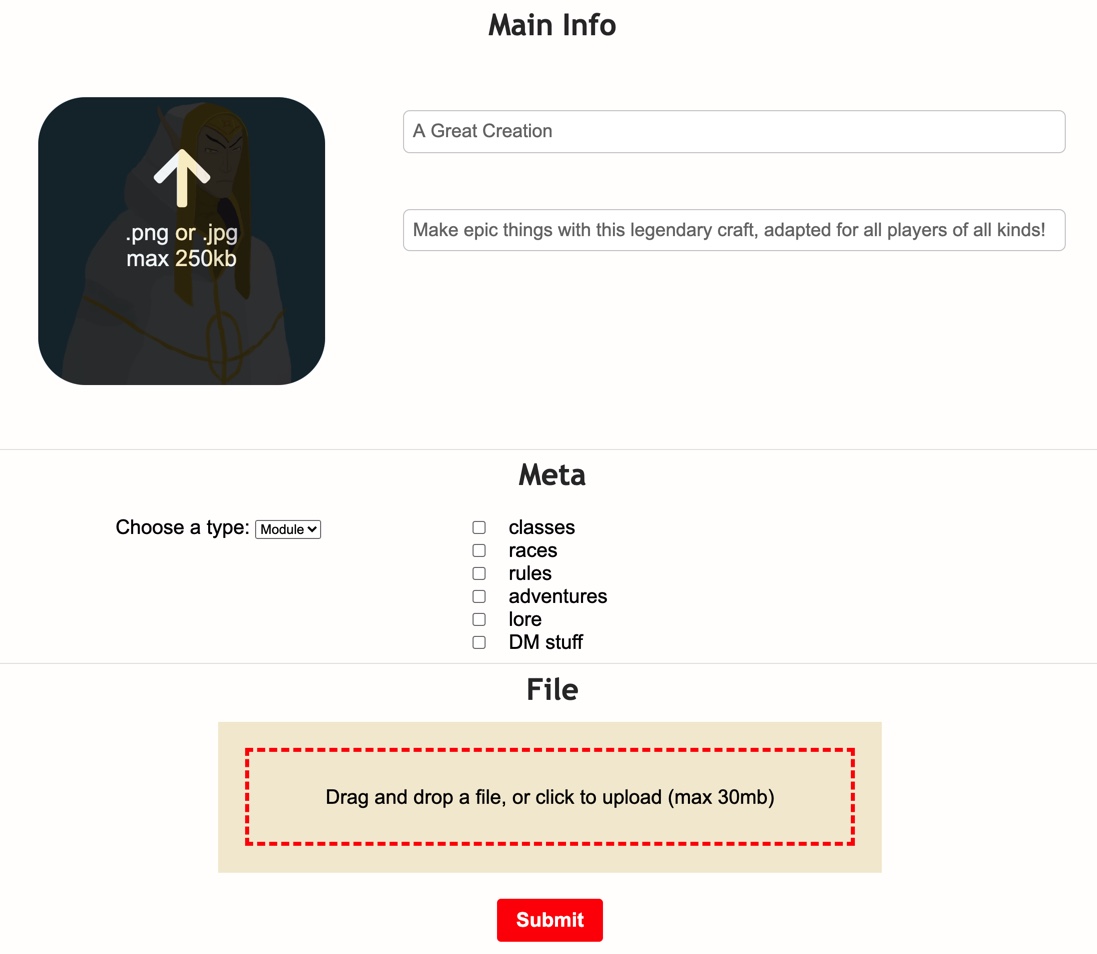 Main Info
.png or .jpg
max 250kb
A Great Creation
Make epic things with this legendary craft, adapted for all players of all kinds!
Meta
Choose a type: Module
classes
races
rules
adventures
lore
DM stuff
File
Drag and drop a file, or click to upload (max 30mb)
Submit